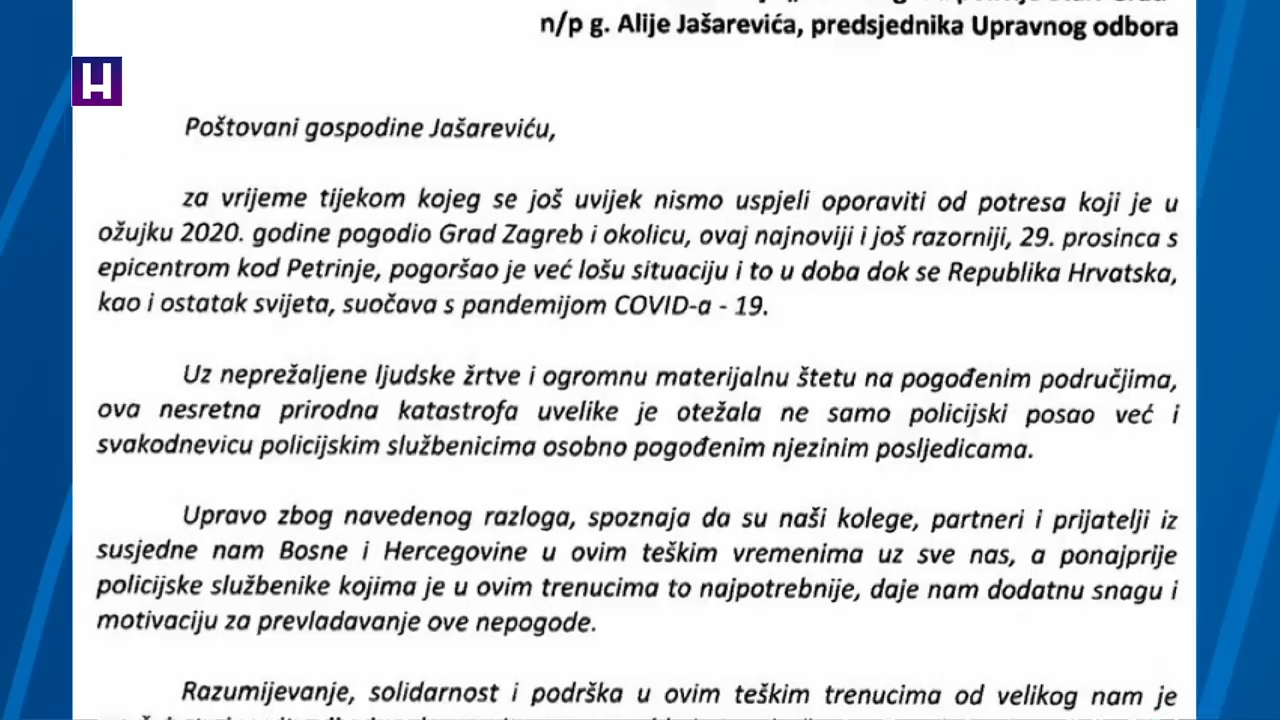 n/p g. Alije Jašarevića, predsjednika Upravnog odbora
H
Poštovani gospodine Jašareviću,
za vrijeme tijekom kojeg se još uvijek nismo uspjeli oporaviti od potresa koji je u
ožujku 2020. godine pogodio Grad Zagreb i okolicu, ovaj najnoviji i još razorniji, 29. prosinca s
epicentrom kod Petrinje, pogoršao je već lošu situaciju i to u doba dok se Republika Hrvatska,
kao i ostatak svijeta, suočava s pandemijom COVID-a - 19.
Uz neprežaljene ljudske žrtve i ogromnu materijalnu štetu na pogođenim područjima,
ova nesretna prirodna katastrofa uvelike je otežala ne samo policijski posao već i
svakodnevicu policijskim službenicima osobno pogođenim njezinim posljedicama.
Upravo zbog navedenog razloga, spoznaja da su naši kolege, partneri i prijatelji iz
susjedne nam Bosne i Hercegovine u ovim teškim vremenima uz sve nas, a ponajprije
policijske službenike kojima je u ovim trenucima to najpotrebnije, daje nam dodatnu snagu i
motivaciju za prevladavanje ove nepogode.
Razumijevanje, solidarnost i podrška u ovim teškim trenucima od velikog nam je